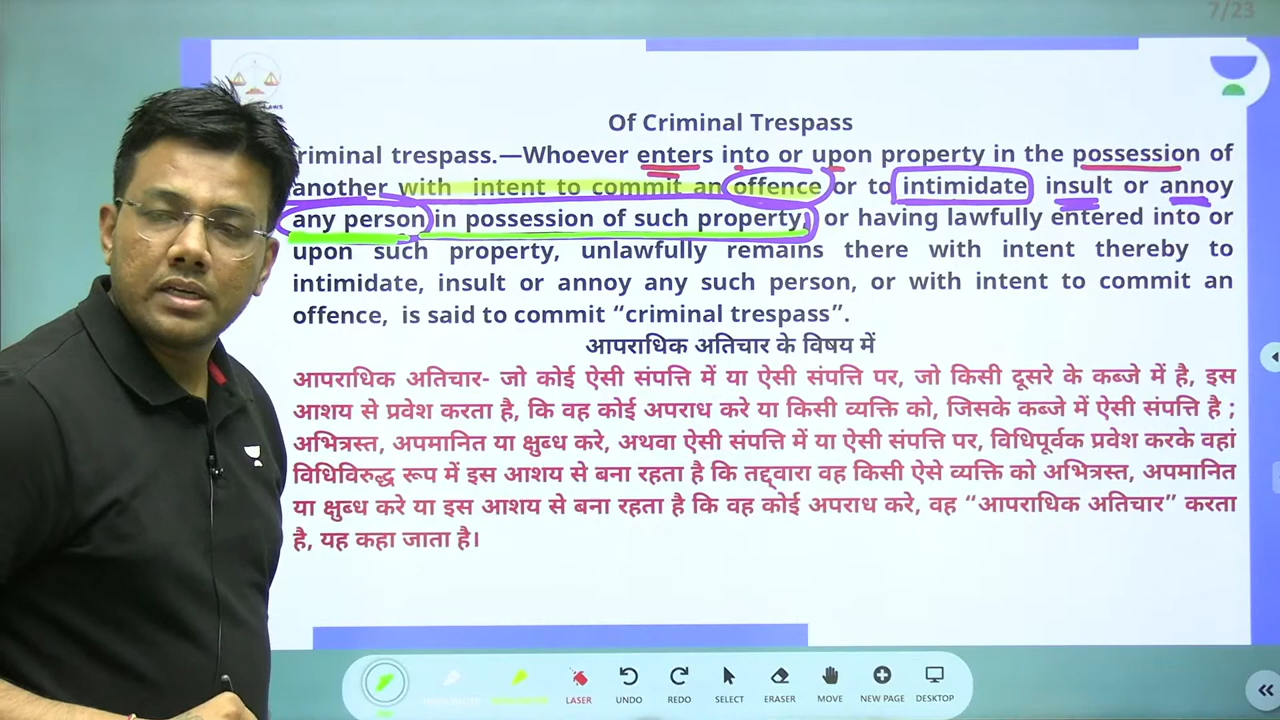 7/23
Of Criminal Trespass
riminal trespass.—Whoever enters into or upon property in the possession of
another with intent to commit an offence or to intimidate insult or annoy
any person in possession of such property, or having lawfully entered into or
upon such property, unlawfully remains there with intent thereby to
intimidate, insult or annoy any such person, or with intent to commit an
offence, is said to commit “criminal trespass”.
आपराधिक अतिचार के विषय में
आपराधिक अतिचार- जो कोई ऐसी संपत्ति में या ऐसी संपत्ति पर, जो किसी दूसरे के कब्जे में है, इस
आशय से प्रवेश करता है, कि वह कोई अपराध करे या किसी व्यक्ति को, जिसके कब्जे में ऐसी संपत्ति है ;
अभित्रस्त, अपमानित या क्षुब्ध करे, अथवा ऐसी संपत्ति में या ऐसी संपत्ति पर, विधिपूर्वक प्रवेश करके वहां
विधिविरुद्ध रूप में इस आशय से बना रहता है कि तद्द्वारा वह किसी ऐसे व्यक्ति को अभित्रस्त, अपमानित
या क्षुब्ध करे या इस आशय से बना रहता है कि वह कोई अपराध करे, वह “आपराधिक अतिचार” करता
है, यह कहा जाता है।
LASER UNDO REDO SELECT ERASER MOVE NEW PAGE DESKTOP